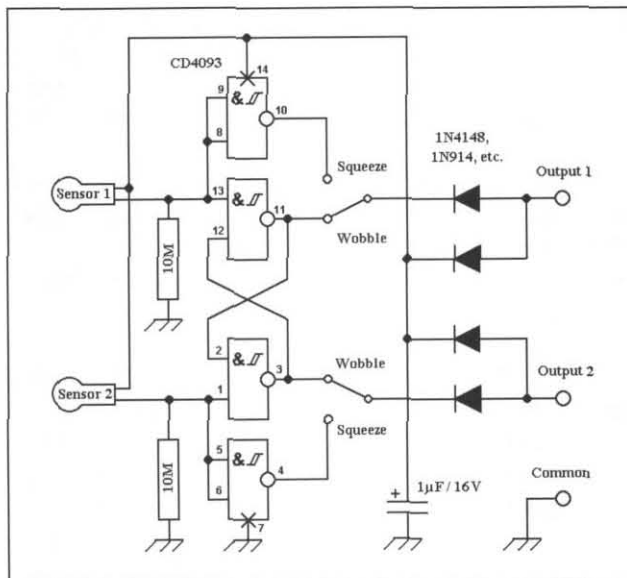 CD4093
14
9
&
10
8
1N4148,
1N914, etc.
Squeeze
Output 1
Sensor 1
13
&
11
12
Wobble
10M
2
&
3
Wobble
1
Sensor 2
Output 2
Squeeze
5
&
4
6
10M
7
+
1µF / 16V
Common